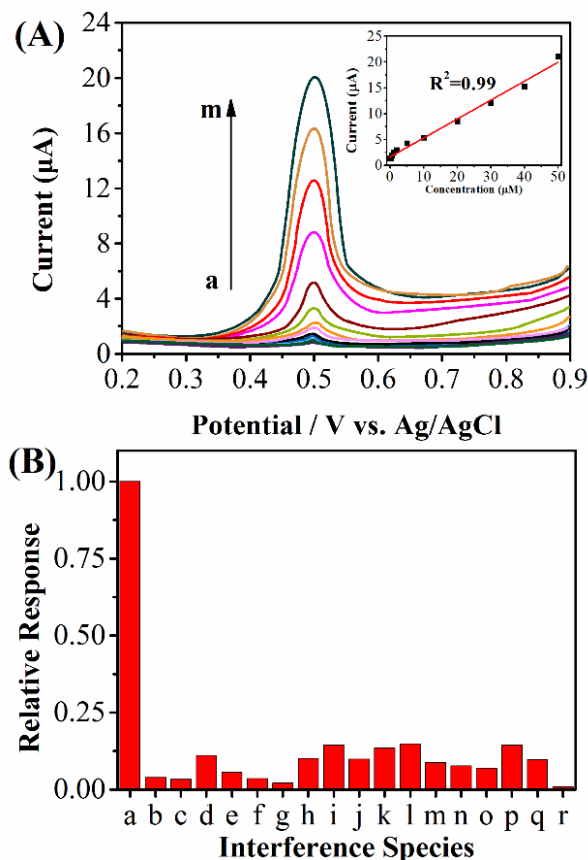 (A)
24
20
16
12
8
4
0
Current (μA)
m
a
0.2 0.3 0.4 0.5 0.6 0.7 0.8 0.9
Potential / V vs. Ag/AgCl
25
20
15
10
5
0
Current (μA)
R²=0.99
0 10 20 30 40 50
Concentration (μM)
(B)
1.00
0.75
0.50
0.25
0.00
Relative Response
a b c d e f g h i j k l m n o p q r
Interference Species